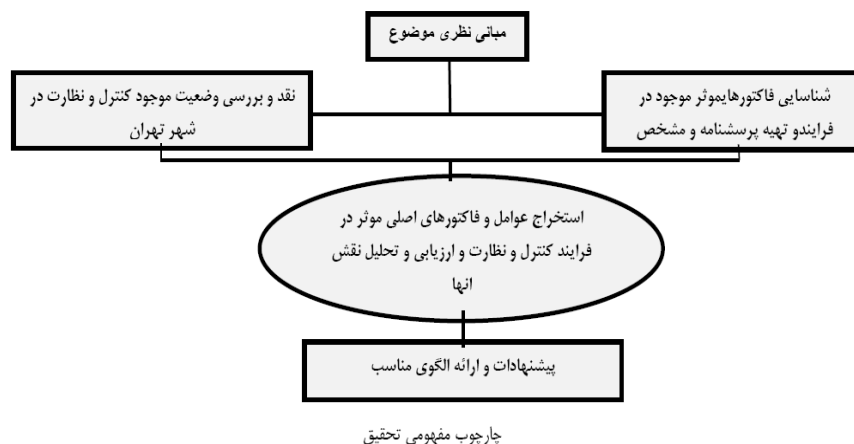 مبانی نظری موضوع
شناسایی فاکتورهایموثر موجود در
فرایندو تهیه پرسشنامه و مشخص
نقد و بررسی وضعیت موجود کنترل و نظارت در
شهر تهران
استخراج عوامل و فاکتورهای اصلی موثر در
فرایند کنترل و نظارت و ارزیابی و تحلیل نقش
انها
پیشنهادات و ارائه الگوی مناسب
چارچوب مفهومی تحقیق